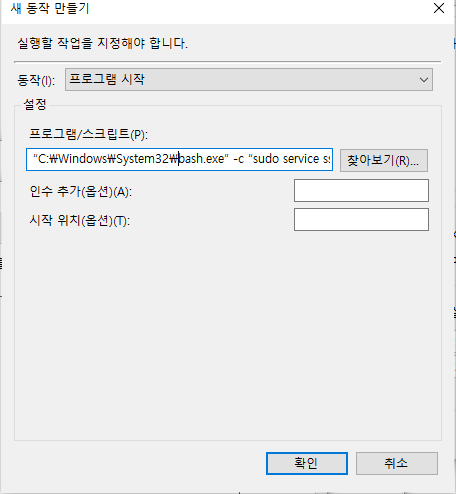 새 동작 만들기
실행할 작업을 지정해야 합니다.
동작(I): 프로그램 시작
설정
프로그램/스크립트(P):
"C:₩Windows₩System32₩bash.exe" -c "sudo service 찾아보기(R)...
인수 추가(옵션)(A):
시작 위치(옵션)(T):
확인 취소